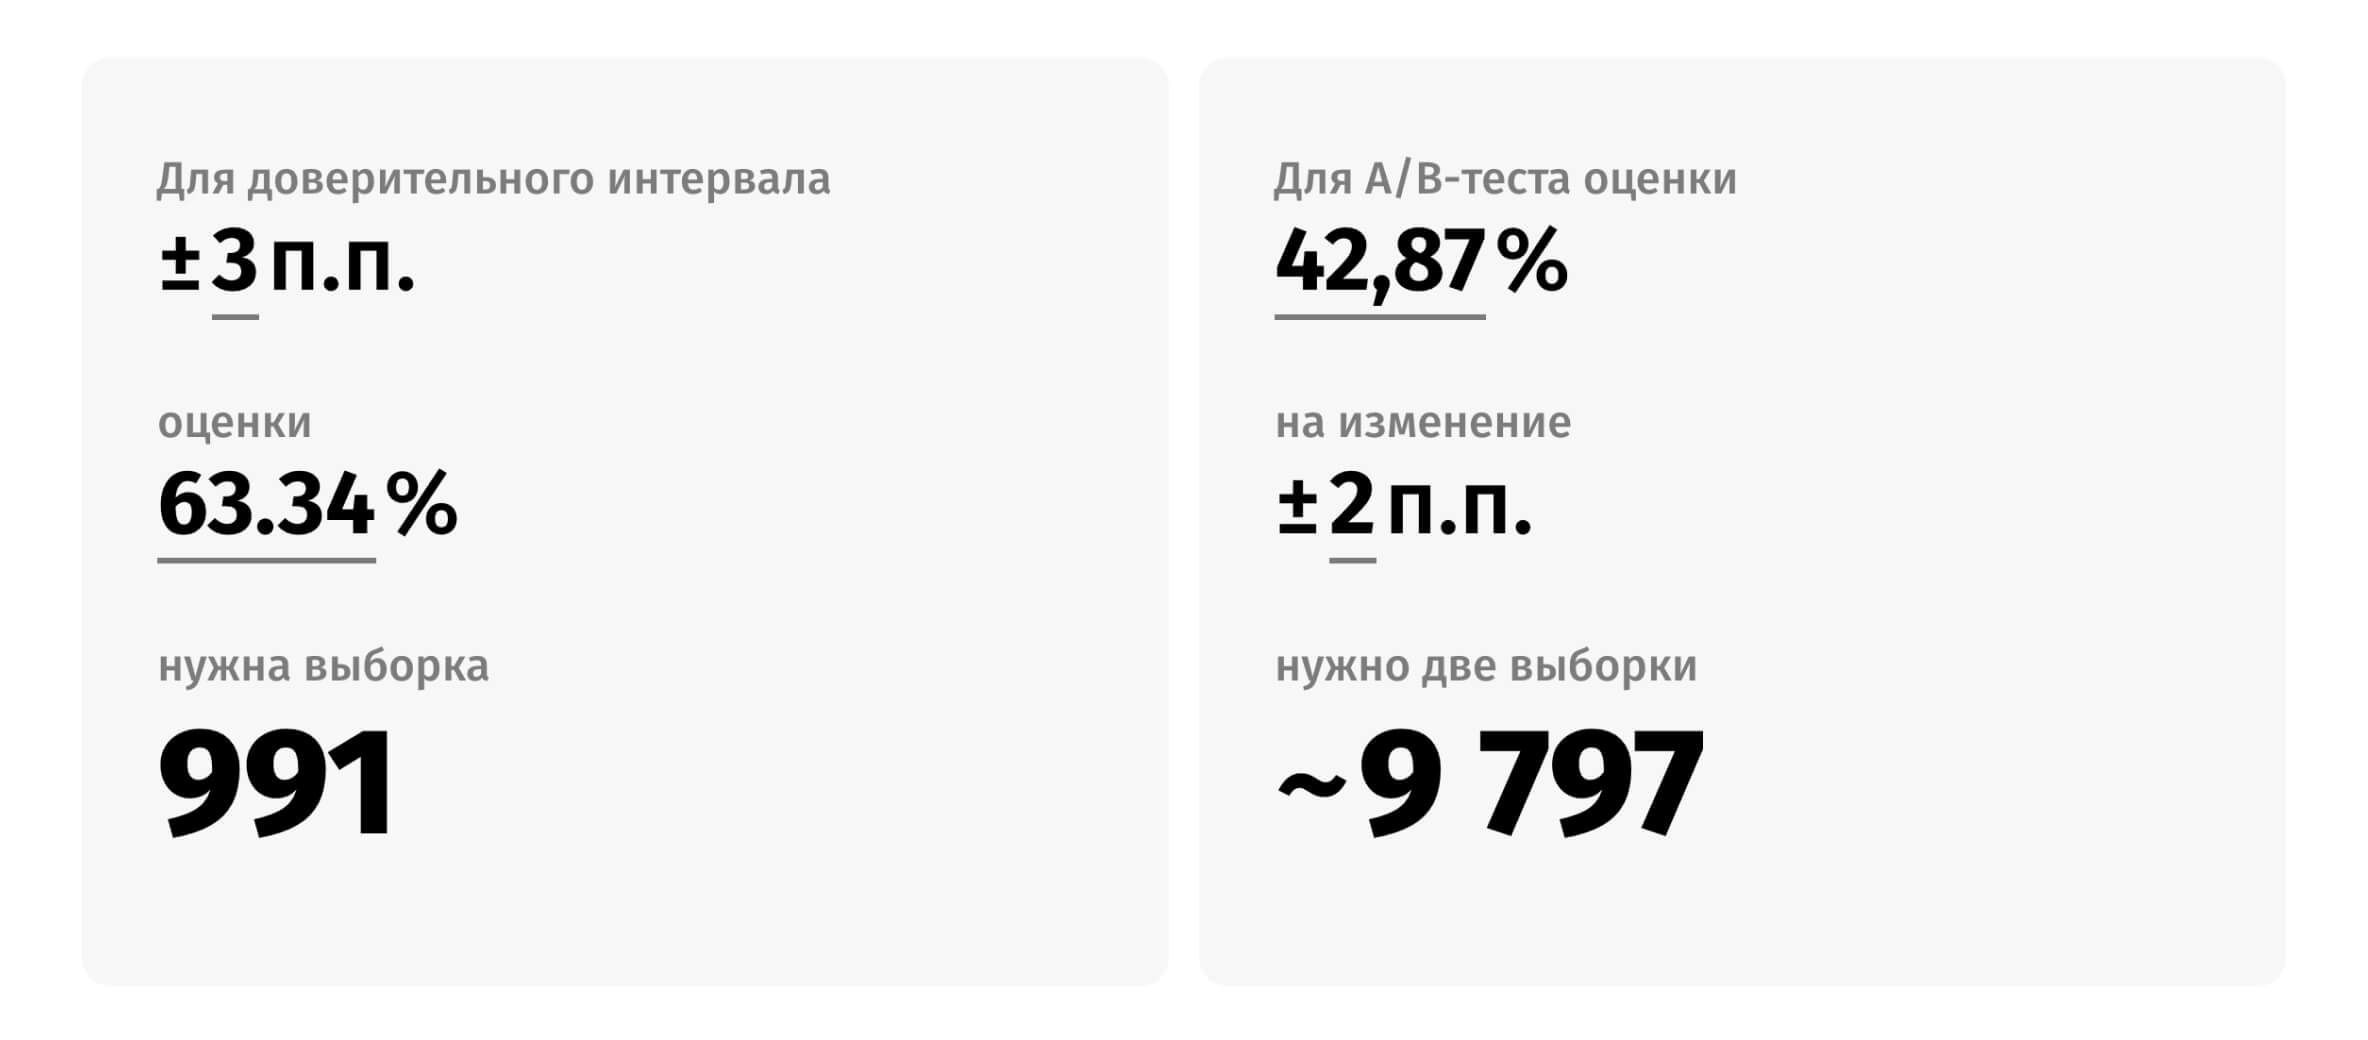 Для доверительного интервала
±3 п.п.
оценки
63.34%
нужна выборка
991
Для A/B-теста оценки
42,87%
на изменение
±2 п.п.
нужно две выборки
~9 797